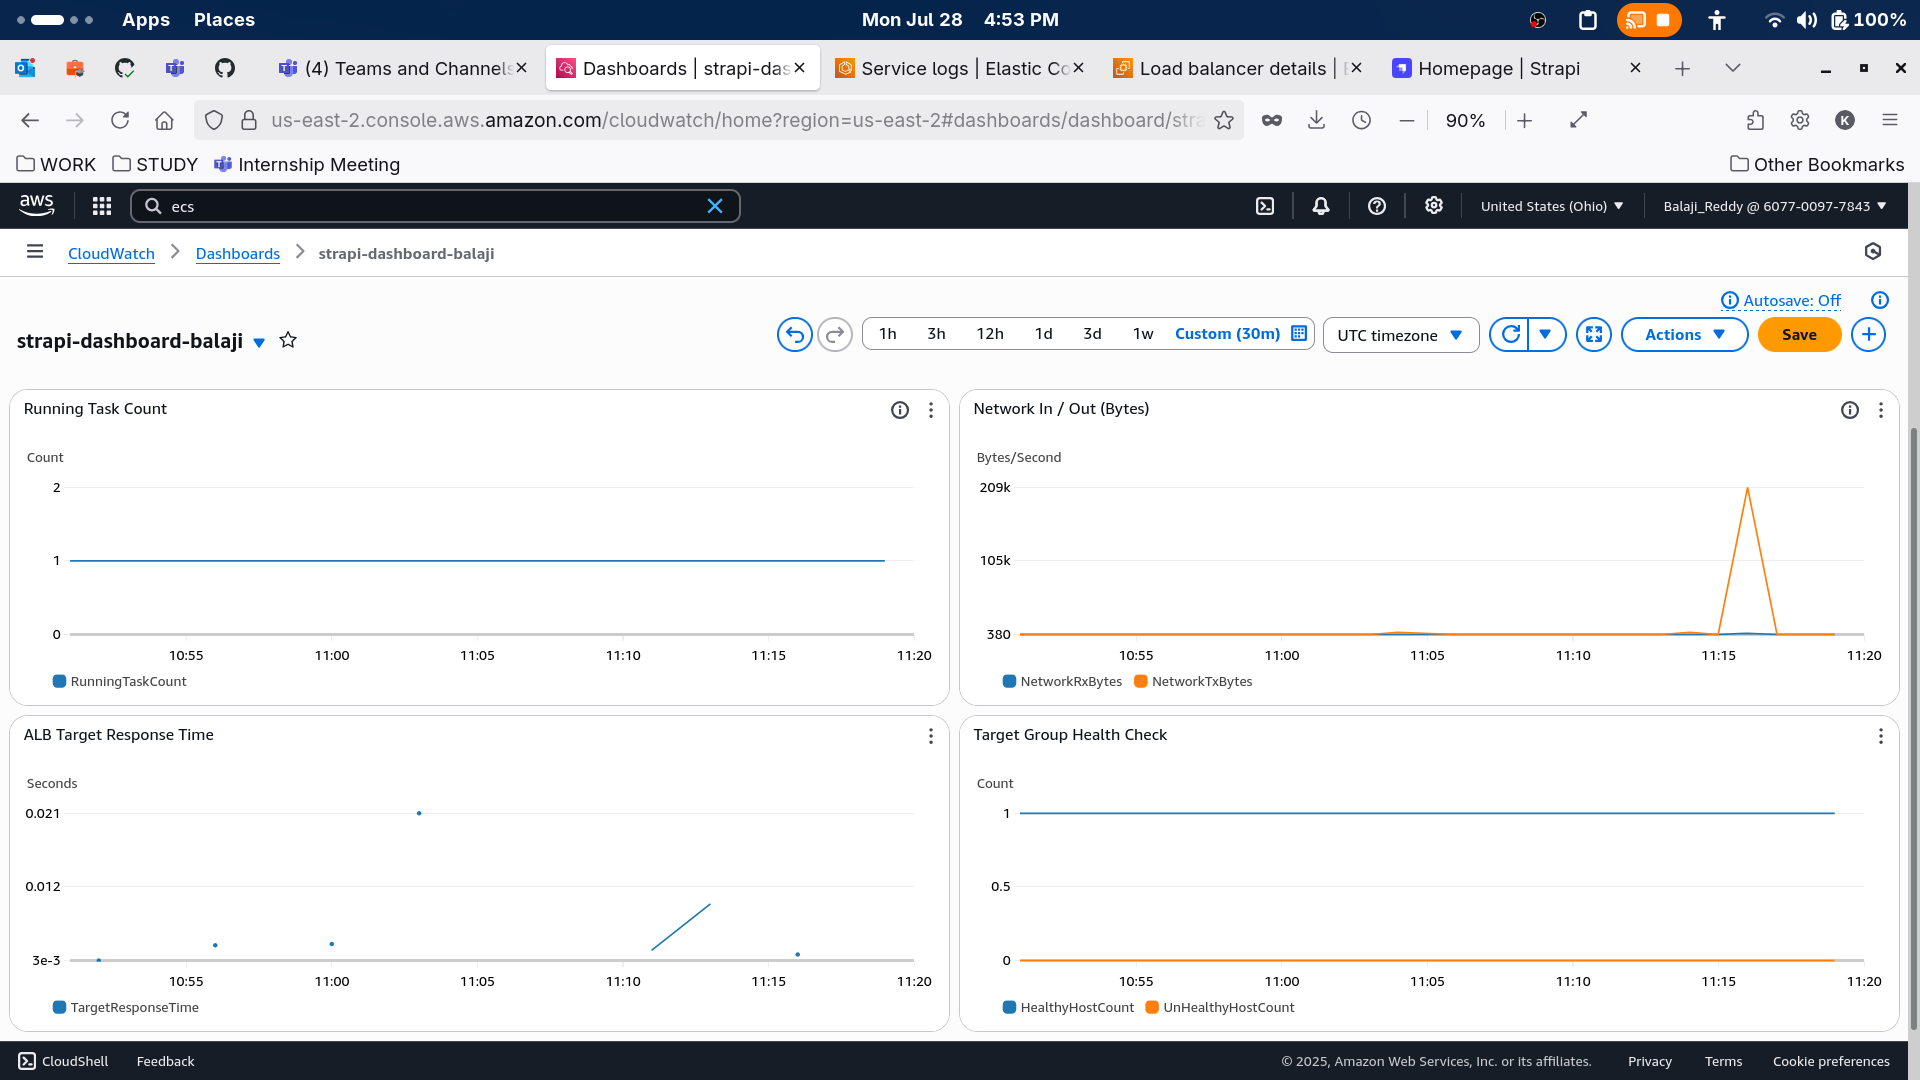 Apps Places Mon Jul 28 4:53 PM 100%
(4) Teams and Channels Dashboards | strapi-das Service logs | Elastic Co Load balancer details | Homepage | Strapi
us-east-2.console.aws.amazon.com/cloudwatch/home?region=us-east-2#dashboards/dashboard/stra 90% K
WORK STUDY Internship Meeting Other Bookmarks
aws ecs United States (Ohio) Balaji_Reddy @ 6077-0097-7843
CloudWatch Dashboards strapi-dashboard-balaji
Autosave: Off
strapi-dashboard-balaji 1h 3h 12h 1d 3d 1w Custom (30m) UTC timezone Actions Save
Running Task Count
Count
2
1
0
10:55 11:00 11:05 11:10 11:15 11:20
RunningTaskCount
Network In / Out (Bytes)
Bytes/Second
209k
105k
380
10:55 11:00 11:05 11:10 11:15 11:20
NetworkRxBytes NetworkTxBytes
ALB Target Response Time
Seconds
0.021
0.012
3e-3
10:55 11:00 11:05 11:10 11:15 11:20
TargetResponseTime
Target Group Health Check
Count
1
0.5
0
10:55 11:00 11:05 11:10 11:15 11:20
HealthyHostCount UnHealthyHostCount
CloudShell Feedback © 2025, Amazon Web Services, Inc. or its affiliates. Privacy Terms Cookie preferences